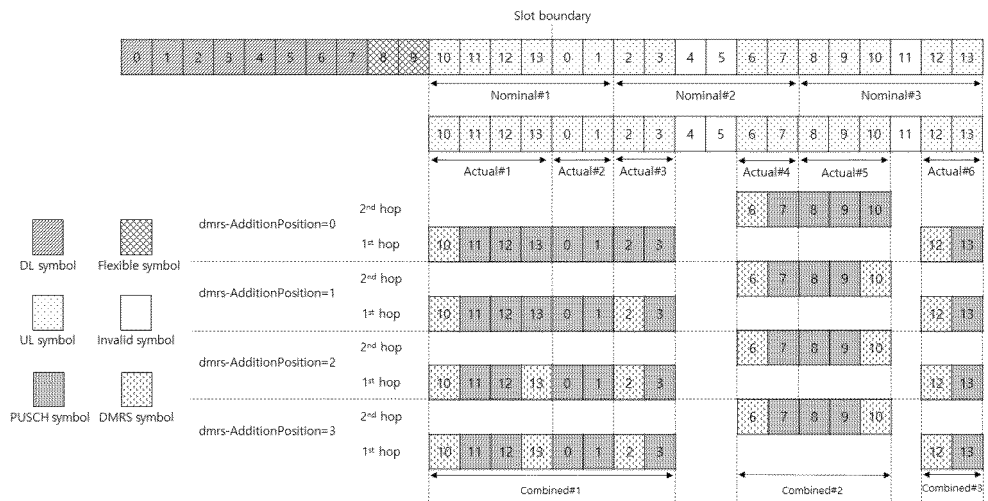 Slot boundary
0 1 2 3 4 5 6 7 8 9 10 11 12 13 0 1 2 3 4 5 6 7 8 9 10 11 12 13
Nominal#1 Nominal#2 Nominal#3
10 11 12 13 0 1 2 3 4 5 6 7 8 9 10 11 12 13
Actual#1 Actual#2 Actual#3 Actual#4 Actual#5 Actual#6
dmrs-AdditionPosition=0
2nd hop 6 7 8 9 10
1st hop 10 11 12 13 0 1 2 3 12 13
dmrs-AdditionPosition=1
2nd hop 6 7 8 9 10
1st hop 10 11 12 13 0 1 2 3 12 13
dmrs-AdditionPosition=2
2nd hop 6 7 8 9 10
1st hop 10 11 12 13 0 1 2 3 12 13
dmrs-AdditionPosition=3
2nd hop 6 7 8 9 10
1st hop 10 11 12 13 0 1 2 3 12 13
Combined#1 Combined#2 Combined#3
DL symbol Flexible symbol
UL symbol Invalid symbol
PUSCH symbol DMRS symbol